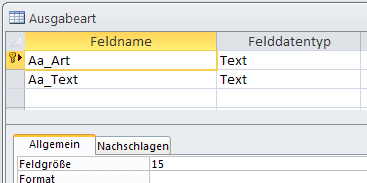 Ausgabeart
Feldname Felddatentyp
Aa_Art Text
Aa_Text Text
Allgemein Nachschlagen
Feldgröße 15
Format